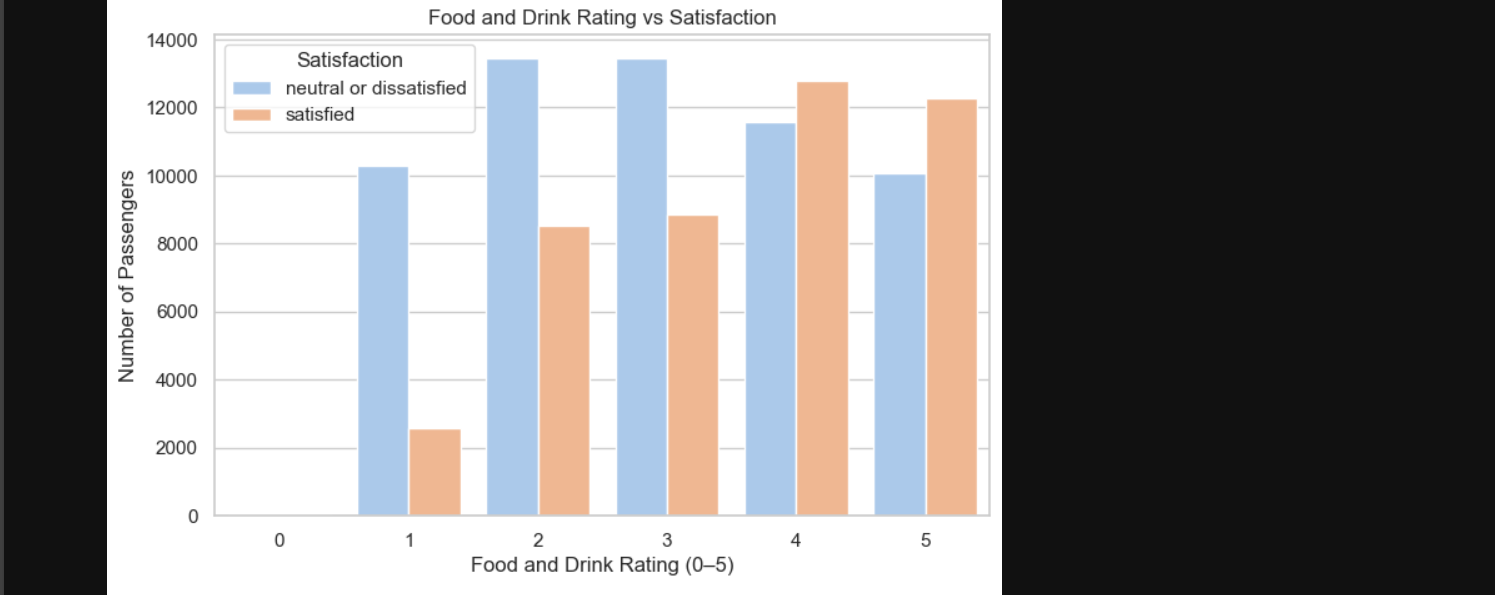 Food and Drink Rating vs Satisfaction
14000
Satisfaction
neutral or dissatisfied
satisfied
12000
10000
8000
6000
4000
2000
0
Number of Passengers
0 1 2 3 4 5
Food and Drink Rating (0–5)